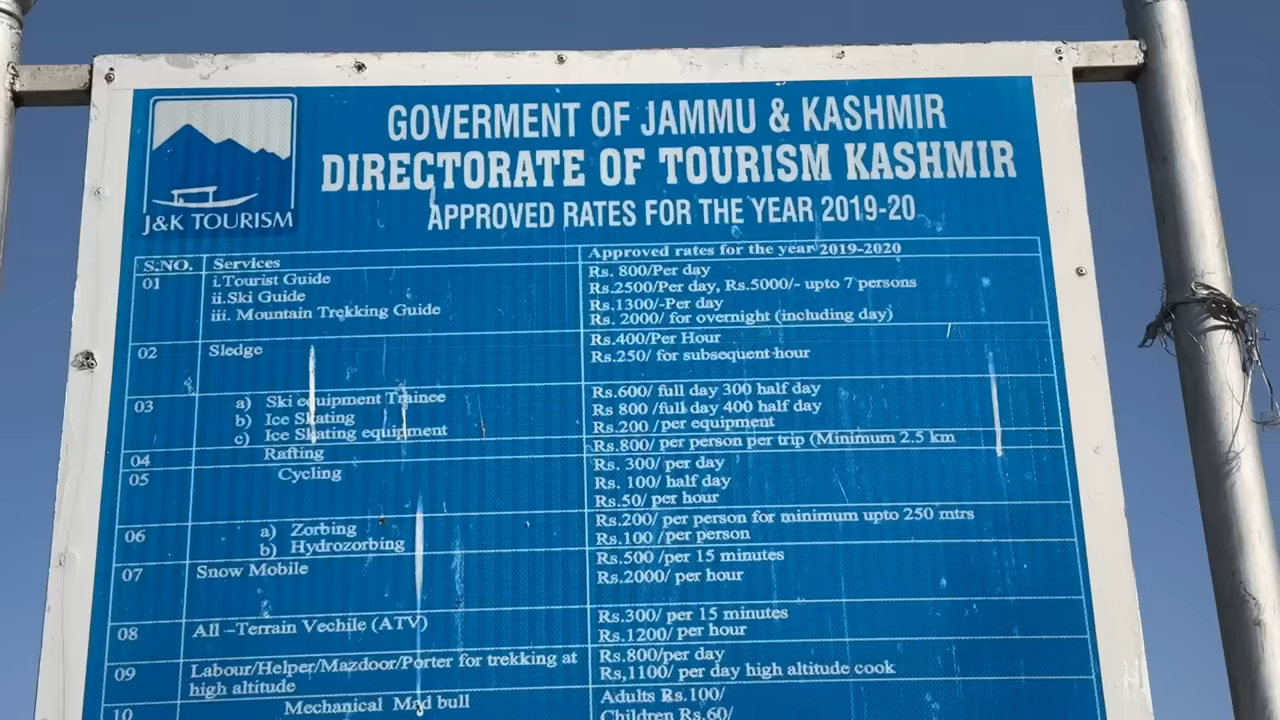 J&K TOURISM
GOVERMENT OF JAMMU & KASHMIR
DIRECTORATE OF TOURISM KASHMIR
APPROVED RATES FOR THE YEAR 2019-20
S.NO. Services Approved rates for the year 2019-2020
01 i.Tourist Guide Rs. 800/Per day
ii.Ski Guide Rs.2500/Per day, Rs.5000/- upto 7 persons
iii. Mountain Trekking Guide Rs.1300/-Per day
Rs. 2000/ for overnight (including day)
02 Sledge Rs.400/Per Hour
Rs.250/ for subsequent hour
03 a) Ski equipment Trainee Rs.600/ full day 300 half day
b) Ice Skating Rs 800 /full day 400 half day
c) Ice Skating equipment Rs.200 /per equipment
04 Rafting Rs.800/ per person per trip (Minimum 2.5 km
05 Cycling Rs. 300/ per day
Rs. 100/ half day
Rs.50/ per hour
06 a) Zorbing Rs.200/ per person for minimum upto 250 mtrs
b) Hydrozorbing Rs.100 /per person
07 Snow Mobile Rs.500 /per 15 minutes
Rs.2000/ per hour
08 All –Terrain Vechile (ATV) Rs.300/ per 15 minutes
Rs.1200/ per hour
09 Labour/Helper/Mazdoor/Porter for trekking at Rs.800/per day
high altitude Rs,1100/ per day high altitude cook
10 Mechanical Mad bull Adults Rs.100/
Children Rs.60/